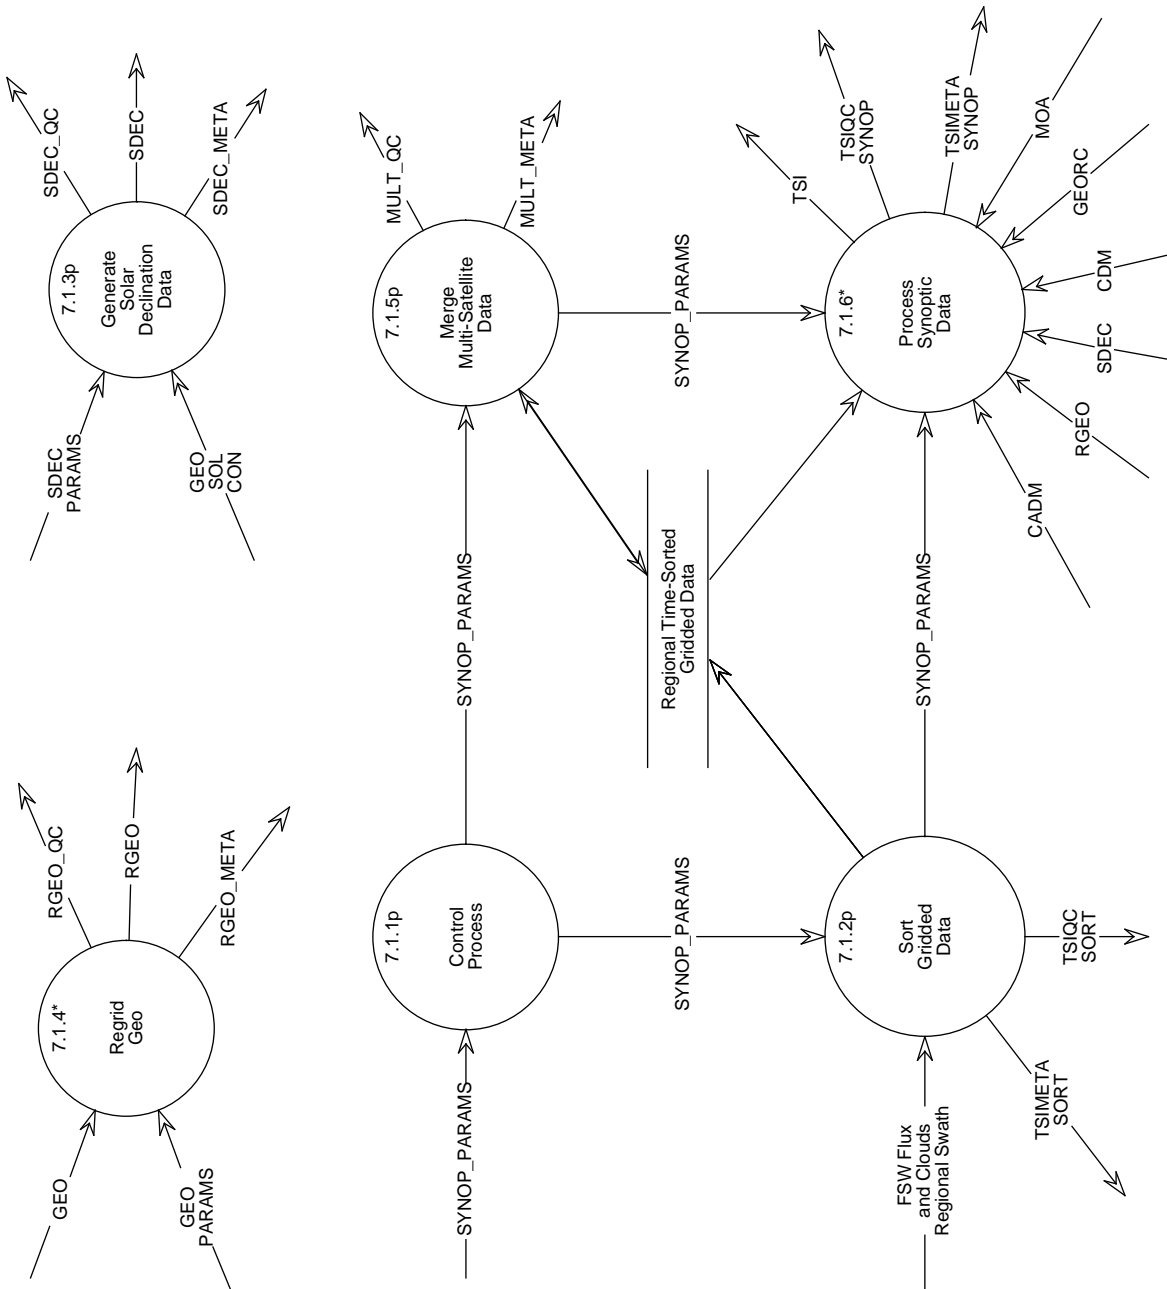 GEO
GEO
PARAMS
7.1.4*
Regrid
Geo
RGEO_QC
RGEO
RGEO_META
SDEC
PARAMS
GEO
SOL
CON
7.1.3p
Generate
Solar
Declination
Data
SDEC_QC
SDEC
SDEC_META
SYNOP_PARAMS
7.1.1p
Control
Process
SYNOP_PARAMS
SYNOP_PARAMS
7.1.5p
Merge
Multi-Satellite
Data
MULT_QC
MULT_META
SYNOP_PARAMS
Regional Time-Sorted
Gridded Data
FSW Flux
and Clouds
Regional Swath
7.1.2p
Sort
Gridded
Data
TSIMETA
SORT
TSIQC
SORT
SYNOP_PARAMS
7.1.6*
Process
Synoptic
Data
TSI
TSIQC
SYNOP
TSIMETA
SYNOP
CADM
RGEO
SDEC
CDM
GEORC
MOA